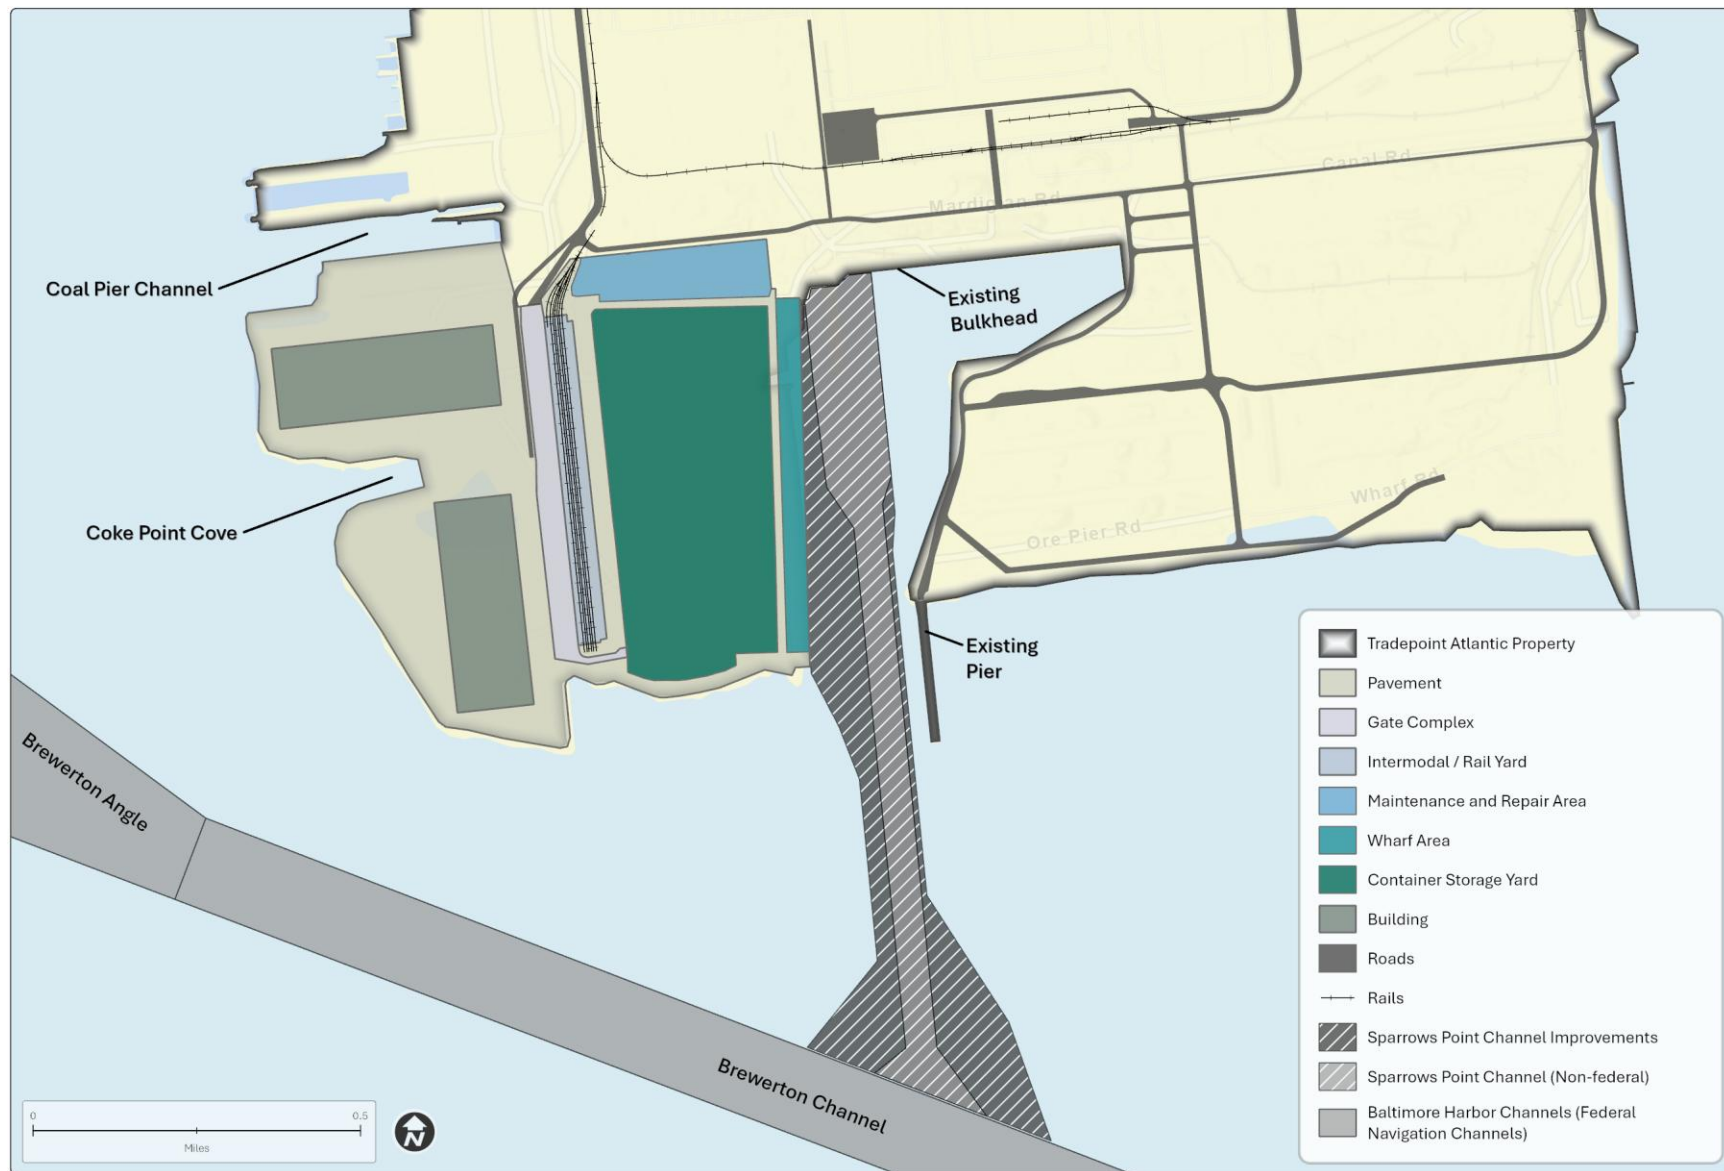 Canal Rd
Mardigian Rd
Coal Pier Channel
Existing
Bulkhead
Coke Point Cove
Wharf Rd
Ore Pier Rd
Existing
Pier
Brewerton Angle
Brewerton Channel
Tradepoint Atlantic Property
Pavement
Gate Complex
Intermodal / Rail Yard
Maintenance and Repair Area
Wharf Area
Container Storage Yard
Building
Roads
Rails
Sparrows Point Channel Improvements
Sparrows Point Channel (Non-federal)
Baltimore Harbor Channels (Federal
Navigation Channels)
0 0.5
Miles
N